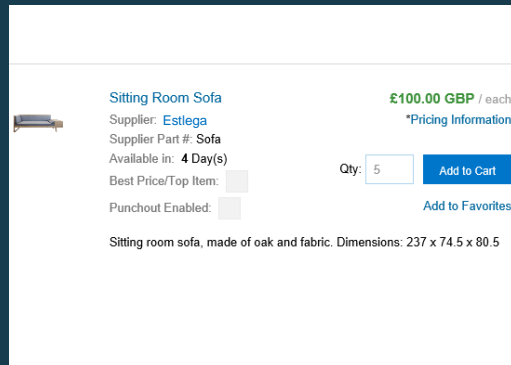 Sitting Room Sofa
£100.00 GBP / each
Supplier: Estlega
*Pricing Information
Supplier Part #: Sofa
Available in: 4 Day(s)
Qty: 5
Add to Cart
Best Price/Top Item:
Punchout Enabled:
Add to Favorites
Sitting room sofa, made of oak and fabric. Dimensions: 237 x 74.5 x 80.5